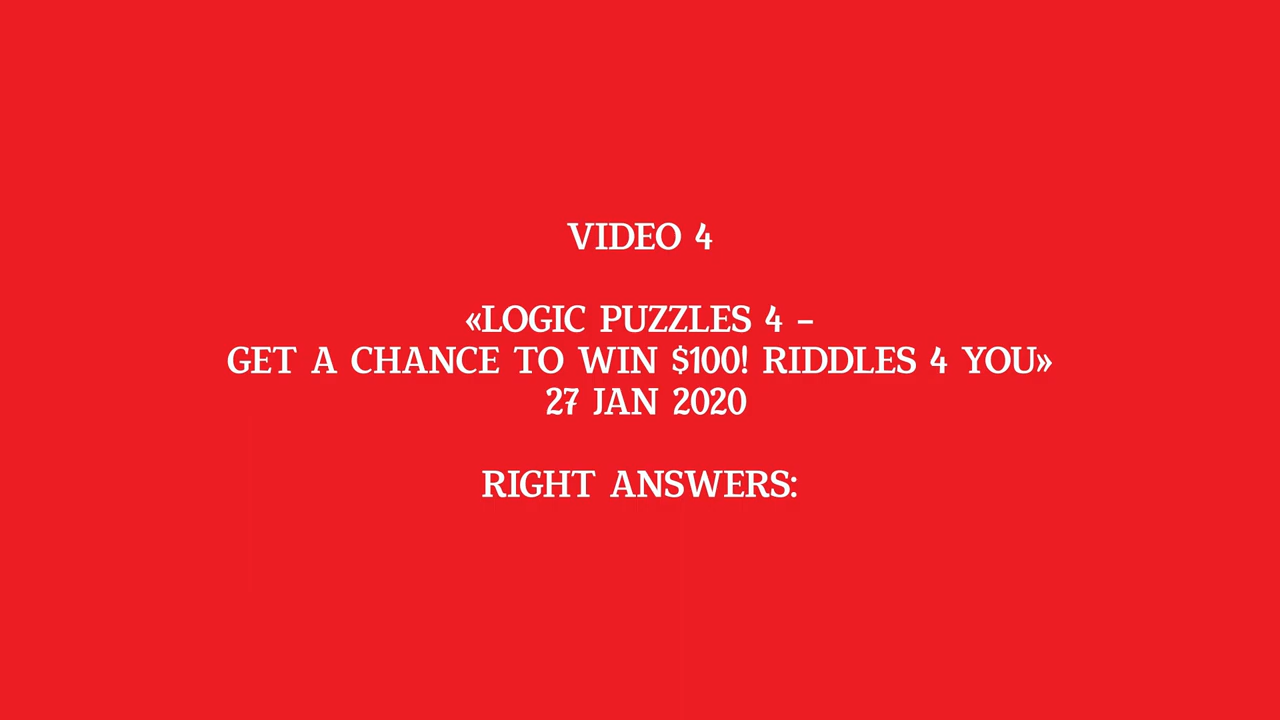 VIDEO 4
«LOGIC PUZZLES 4 –
GET A CHANCE TO WIN $100! RIDDLES 4 YOU»
27 JAN 2020
RIGHT ANSWERS: